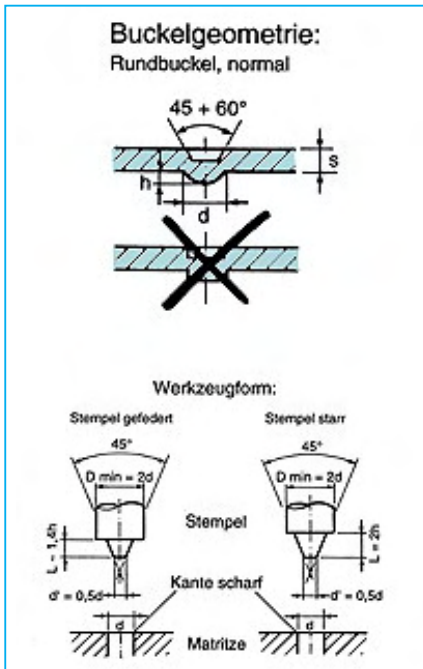 Buckelgeometrie:
Rundbuckel, normal
45 + 60°
h
s
d
Werkzeugform:
Stempel gefedert
Stempel starr
45°
45°
D min = 2d
D min = 2d
Stempel
L ~ 1,4h
L = 2h
Kante scharf
d' = 0,5d
d' = 0,5d
d
d
Matritze